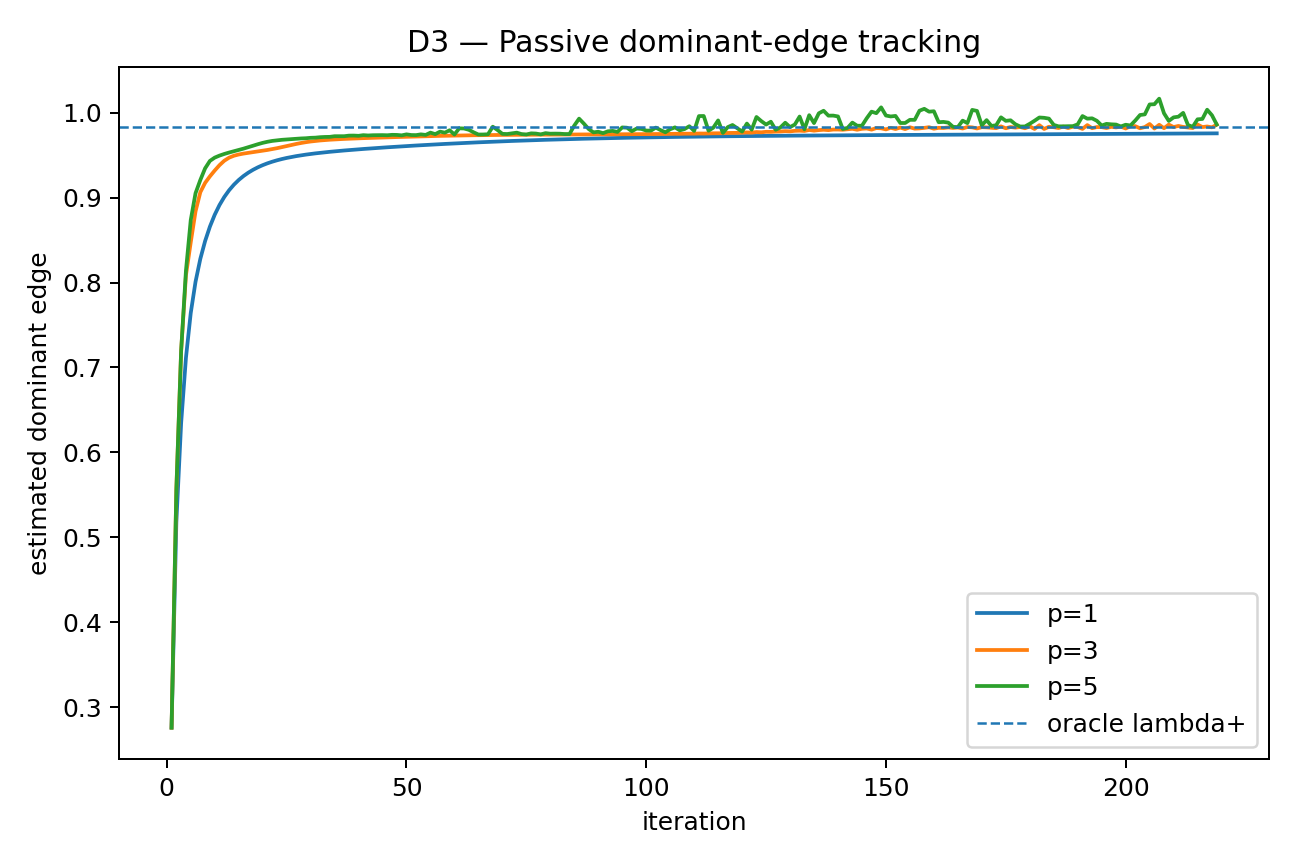 D3 — Passive dominant-edge tracking
estimated dominant edge
1.0
0.9
0.8
0.7
0.6
0.5
0.4
0.3
p=1
p=3
p=5
oracle lambda+
0 50 100 150 200
iteration